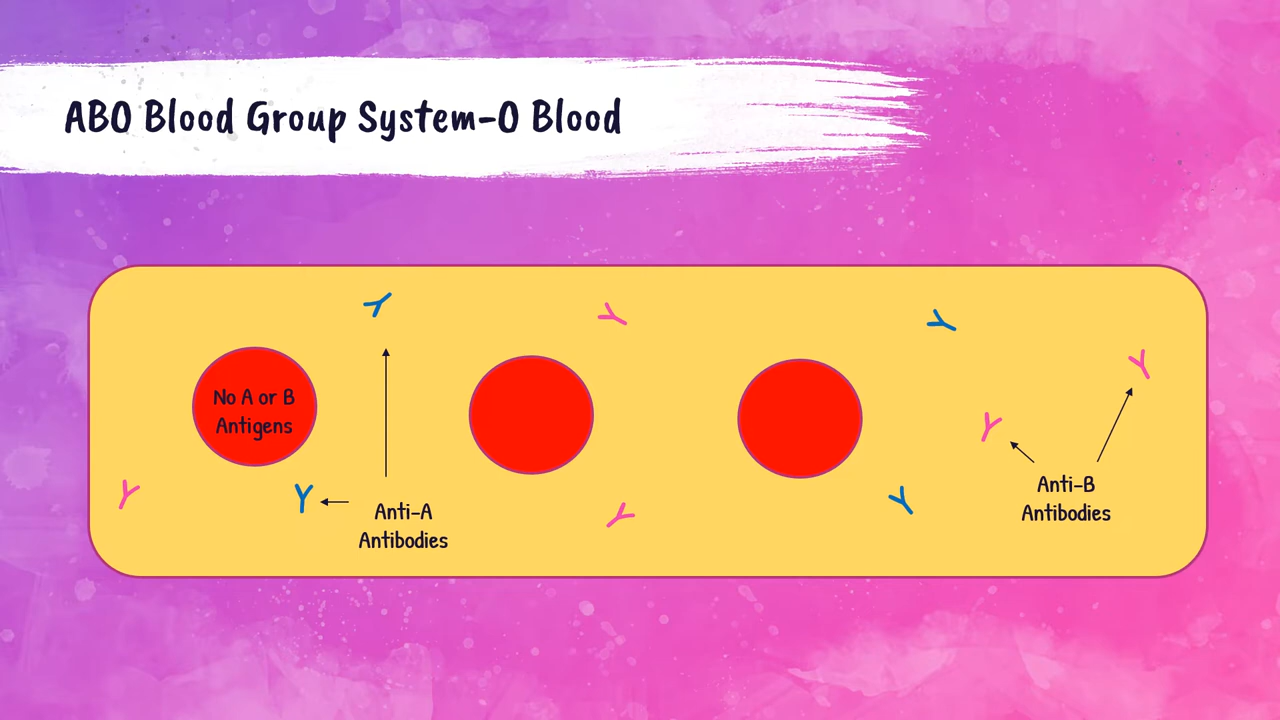 ABO Blood Group System-O Blood
No A or B
Antigens
Anti-A
Antibodies
Anti-B
Antibodies